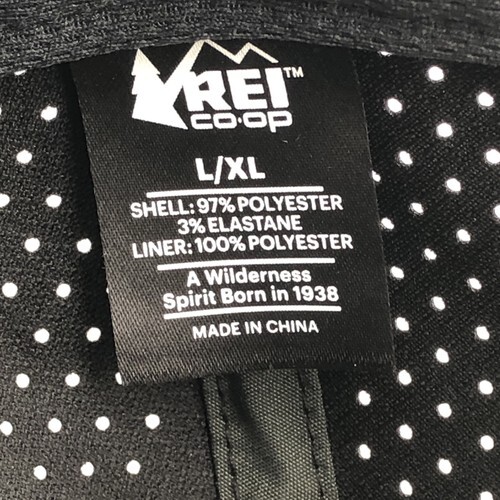 REI™
CO·OP
L/XL
SHELL: 97% POLYESTER
3% ELASTANE
LINER: 100% POLYESTER
A Wilderness
Spirit Born in 1938
MADE IN CHINA